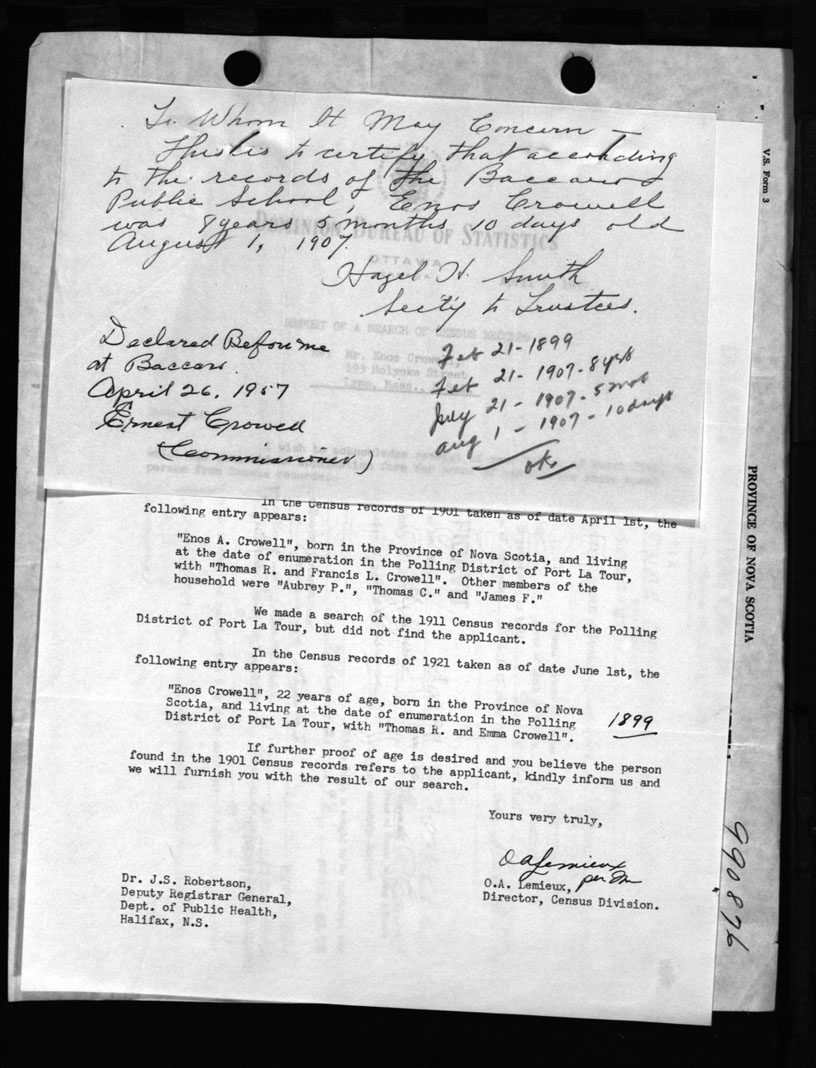 To Whom It May Concern -
This is to certify that according
to the records of the Baccaro
Public School, Enos Crowell
was 8 years 5 months 10 days old
August 1, 1907.
DOMINION BUREAU OF STATISTICS
OTTAWA
Hazel H. Smith
Sect'y to Trustees.
REPORT OF A SEARCH OF CENSUS
Mr. Enos Crowell
193 Holyoke Street
Lynn, Mass.
Declared Before me
at Baccaro.
April 26, 1957
Ernest Crowell
(Commissioner)
Feb 21-1899
Feb 21-1907-8 yrs
July 21-1907-5 mos
Aug 1-1907-10 days
ok
In the Census records of 1901 taken as of date April 1st, the
following entry appears:
"Enos A. Crowell", born in the Province of Nova Scotia, and living
at the date of enumeration in the Polling District of Port La Tour,
with "Thomas R. and Francis L. Crowell". Other members of the
household were "Aubrey P.", "Thomas C." and "James F."
We made a search of the 1911 Census records for the Polling
District of Port La Tour, but did not find the applicant.
In the Census records of 1921 taken as of date June 1st, the
following entry appears:
"Enos Crowell", 22 years of age, born in the Province of Nova
Scotia, and living at the date of enumeration in the Polling
District of Port La Tour, with "Thomas R. and Emma Crowell".
1899
If further proof of age is desired and you believe the person
found in the 1901 Census records refers to the applicant, kindly inform us and
we will furnish you with the result of our search.
Yours very truly,
OALemieux
O.A. Lemieux, per
Director, Census Division.
Dr. J.S. Robertson,
Deputy Registrar General,
Dept. of Public Health,
Halifax, N.S.
V.S. Form 3
PROVINCE OF NOVA SCOTIA
990876